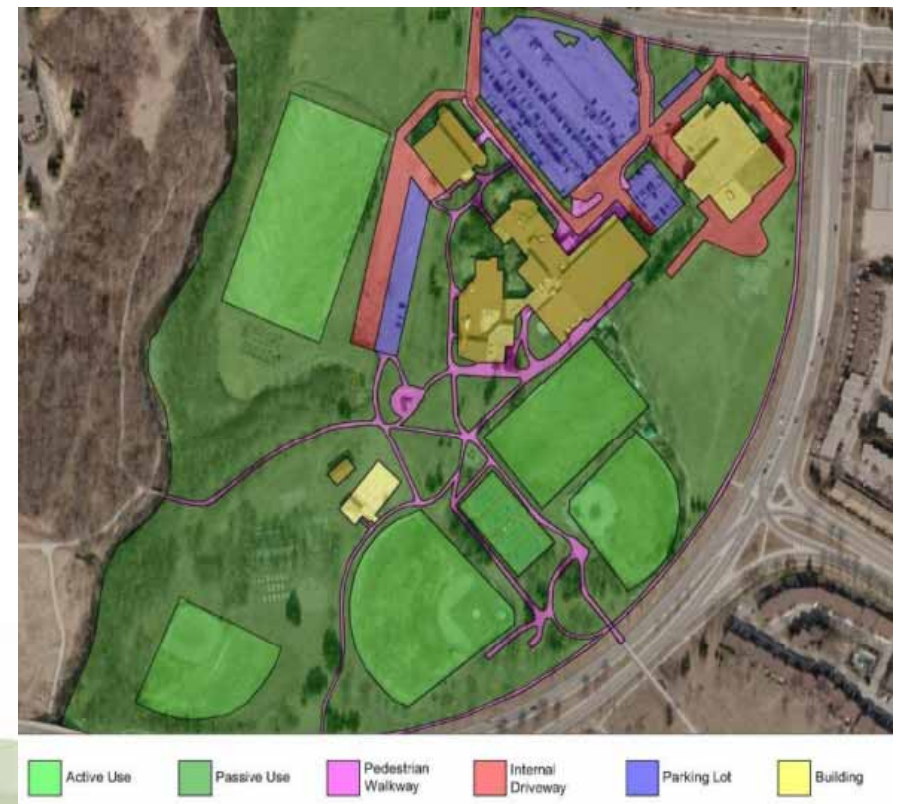 Active Use
Passive Use
Pedestrian
Walkway
Internal
Driveway
Parking Lot
Building